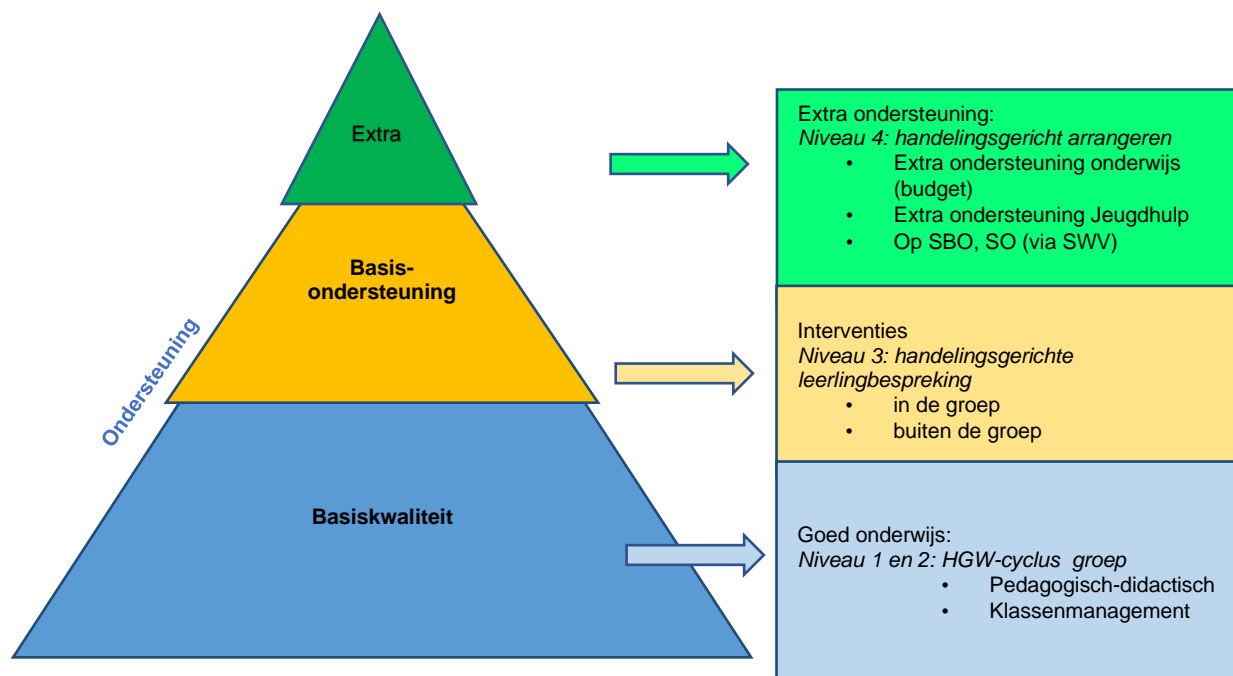 Extra
Basis-
ondersteuning
Basiskwaliteit
Ondersteuning
Extra ondersteuning:
Niveau 4: handelingsgericht arrangeren
• Extra ondersteuning onderwijs
(budget)
• Extra ondersteuning Jeugdhulp
• Op SBO, SO (via SWV)
Interventies
Niveau 3: handelingsgerichte
leerlingbespreking
• in de groep
• buiten de groep
Goed onderwijs:
Niveau 1 en 2: HGW-cyclus groep
• Pedagogisch-didactisch
• Klassenmanagement